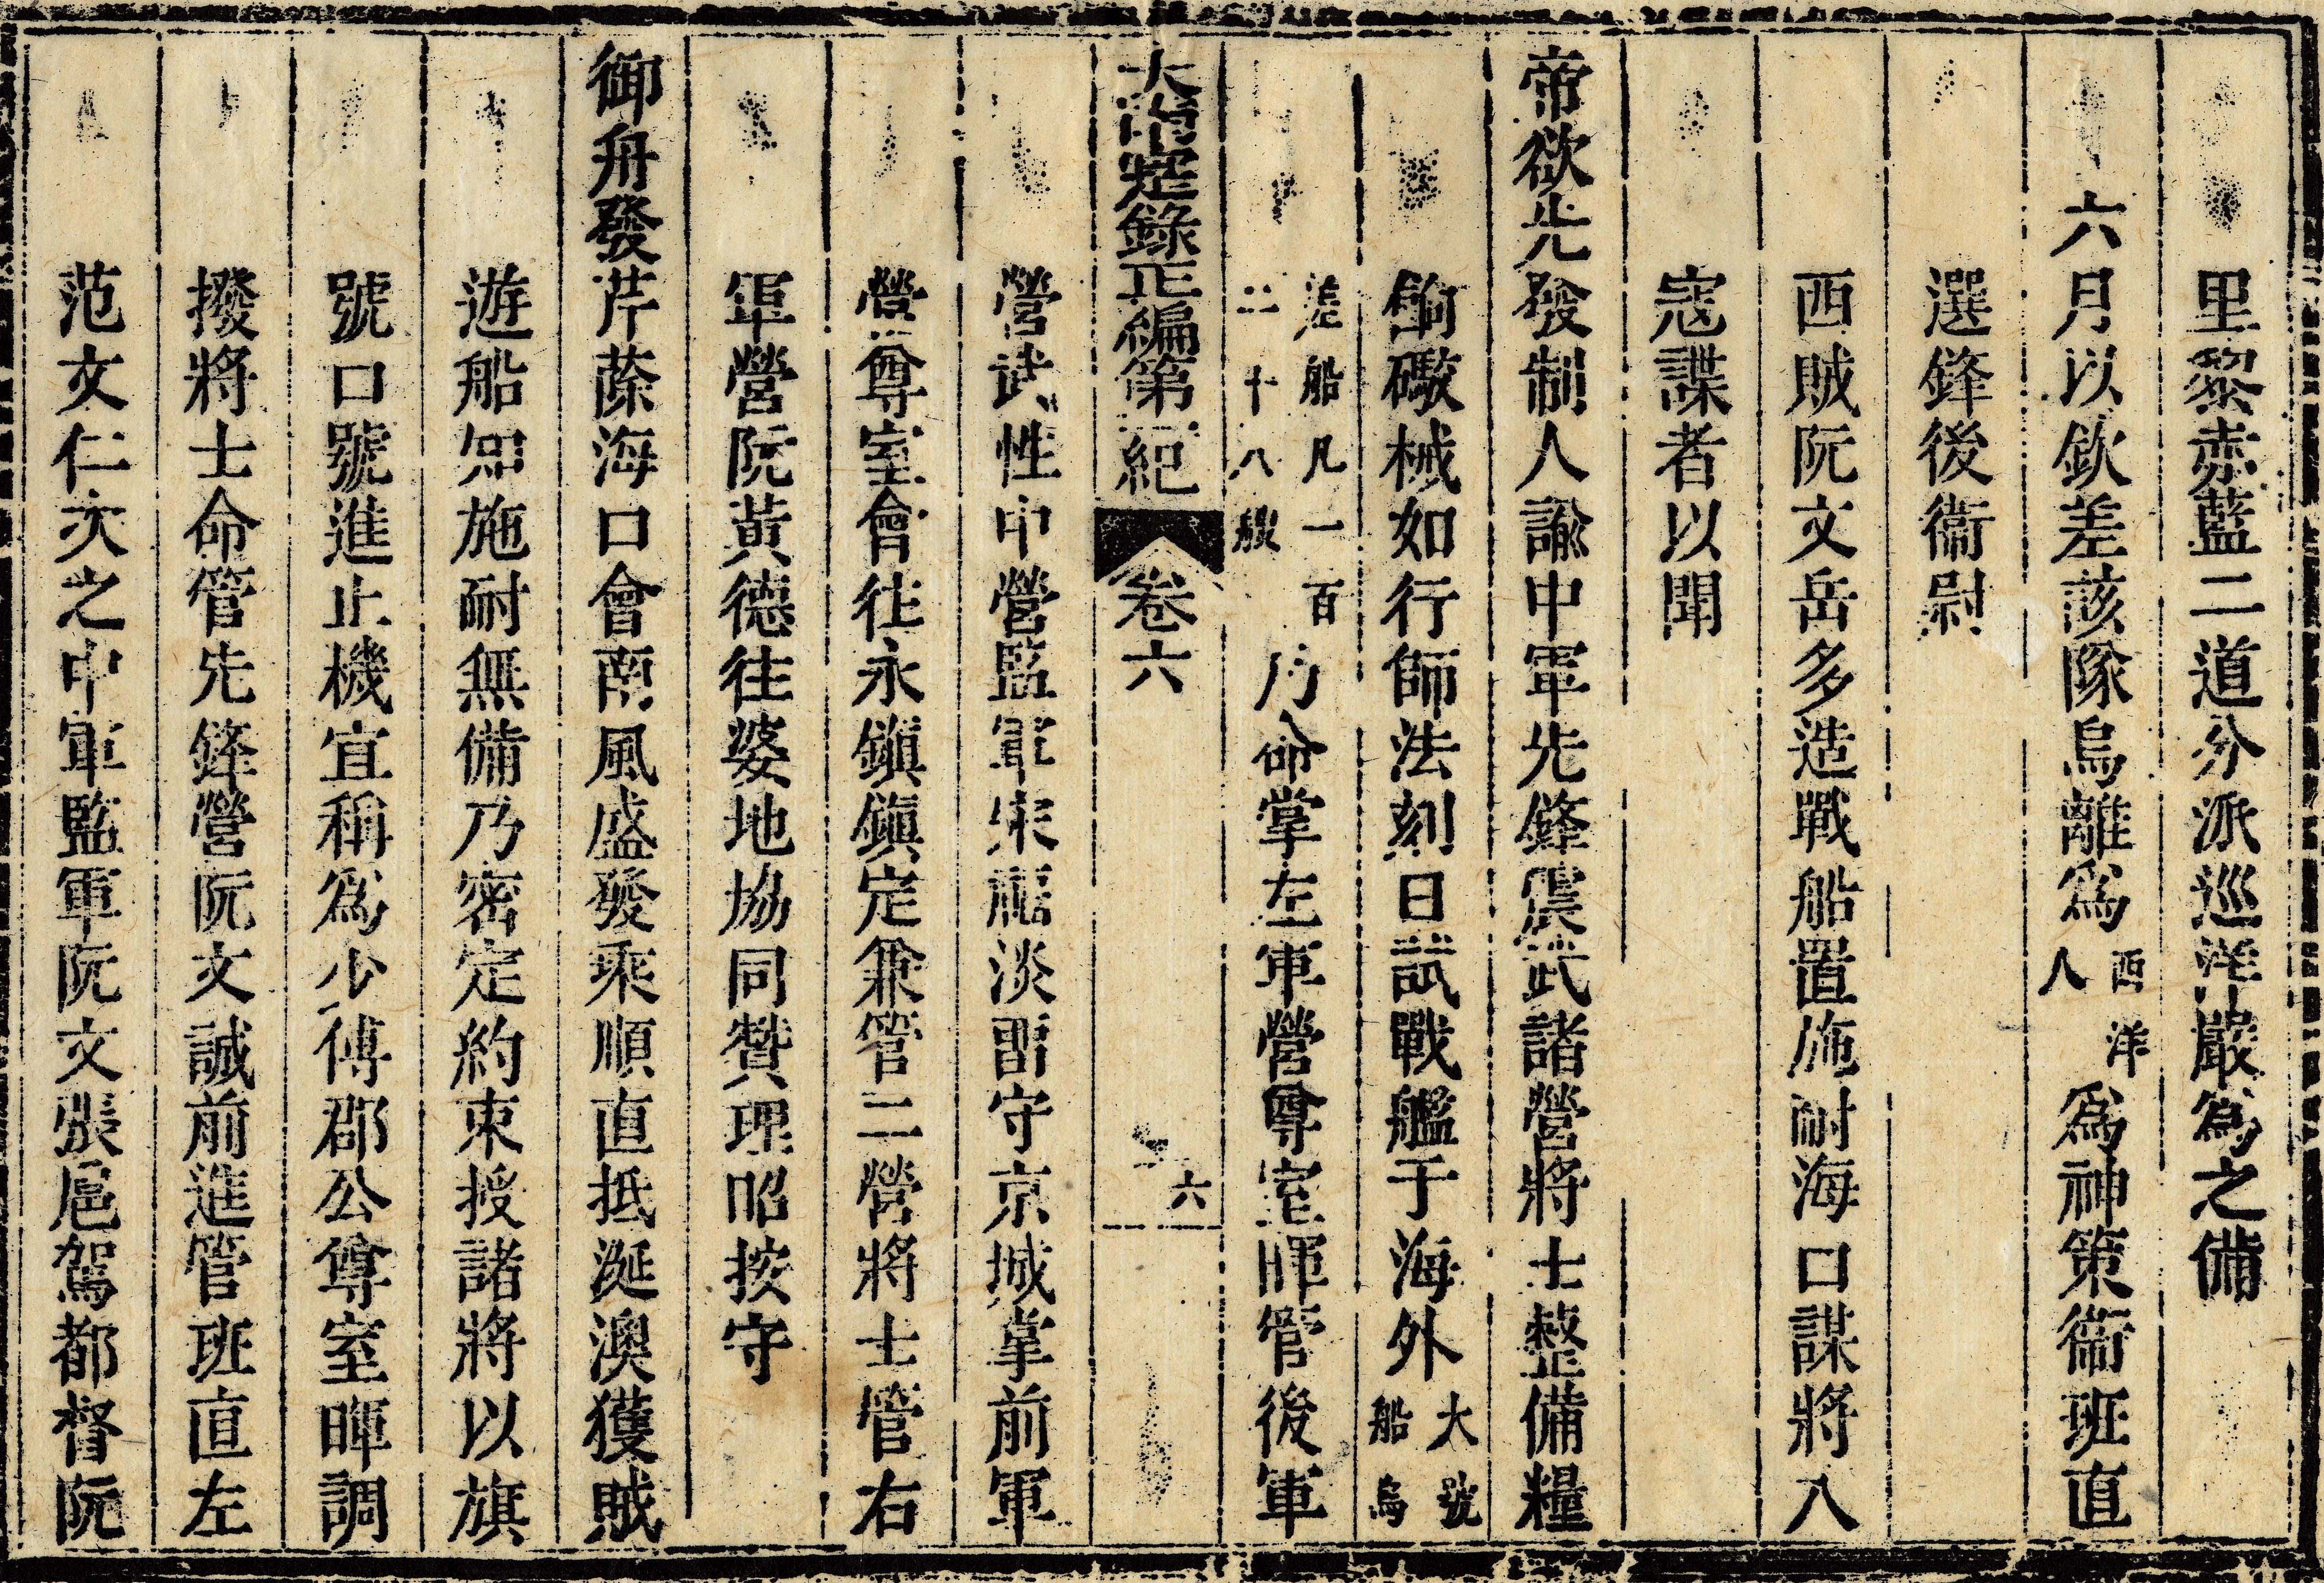 里黎赤藍二道分派巡洋嚴為之備
六月以欽差該隊烏離為西洋人為神策衛班直
選鋒後衛尉
西賊阮文岳多造戰船置施耐海口謀將入
寇諜者以聞
帝欲先發制人諭中軍先鋒震武諸營將士整備糧
餉礮械如行師法刻日試戰艦于海外大號船烏
差船凡一百二十八艘乃命掌左軍營尊室暉管後軍
大南寔錄正編第一紀 卷六 六
營武性中營監軍宋福淡留守京城掌前軍
營尊室會往永鎮鎮定兼管二營將士管右
軍營阮黃德往婆地協同贊理昭按守
御舟發芹蒢海口會南風盛發乘順直抵涎澳獲賊
遊船知施耐無備乃密定約束授諸將以旗
號口號進止機宜稱為少傅郡公尊室暉調
撥將士命管先鋒營阮文誠前進管班直左
范文仁次之中軍監軍阮文張扈駕都督阮